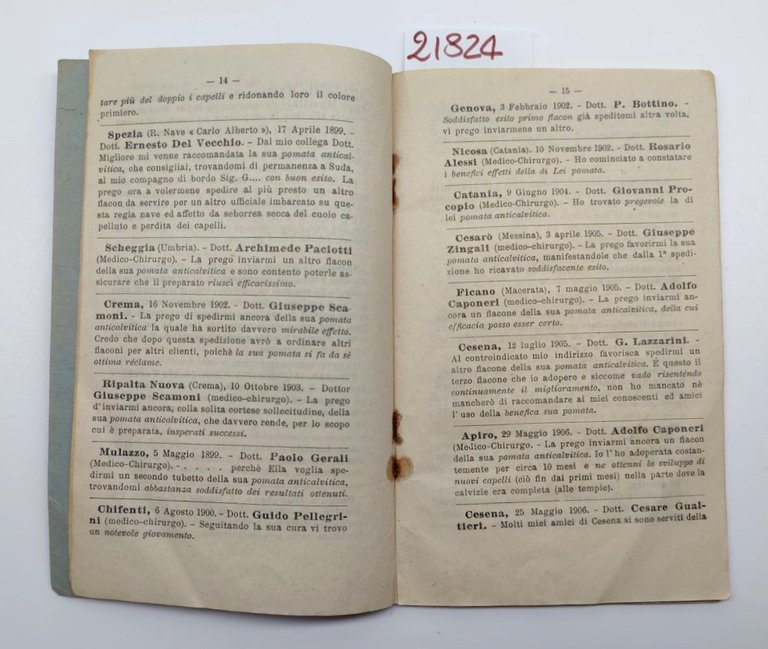 21824
— 14 —
tare più del doppio i capelli e ridonando loro il colore
primiero.
Spezia (R. Nave « Carlo Alberto »), 17 Aprile 1899. -
Dott. Ernesto Del Vecchio. - Dal mio collega Dott.
Migliore mi venne raccomandata la sua pomata antical-
vitica, che consigliai, trovandomi di permanenza a Suda,
al mio compagno di bordo Sig. G.... con buon esito. La
prego ora a volermene spedire al più presto un altro
flacon da servire per un altro ufficiale imbarcato su que-
sta regia nave ed affetto da seborrea secca del cuoio ca-
pelluto e perdita dei capelli.
Scheggia (Umbria). - Dott. Archimede Paciotti
(Medico-Chirurgo). - La prego inviarmi un altro flacon
della sua pomata anticalvitica e sono contento poterle as-
sicurare che il preparato riuscì efficacissimo.
Crema, 16 Novembre 1902. - Dott. Giuseppe Sca-
moni. - La prego di spedirmi ancora della sua pomata
anticalvitica la quale ha sortito davvero mirabile effetto.
Credo che dopo questa spedizione avrò a ordinare altri
flaconi per altri clienti, poichè la sua pomata si fa da sè
ottima réclame.
Ripalta Nuova (Crema), 10 Ottobre 1903. - Dottor
Giuseppe Scamoni (medico-chirurgo). - La prego
d'inviarmi ancora, colla solita cortese sollecitudine, della
sua pomata anticalvitica, che davvero rende, per lo scopo
cui è preparata, insperati successi.
Mulazzo, 5 Maggio 1899. - Dott. Paolo Gerali
(Medico-Chirurgo). . . . . . perchè Ella voglia spe-
dirmi un secondo tubetto della sua pomata anticalvitica,
trovandomi abbastanza soddisfatto dei resultati ottenuti.
Chifenti, 6 Agosto 1900. - Dott. Guido Pellegri-
ni (medico-chirurgo). - Seguitando la sua cura vi trovo
un notevole giovamento.
— 15 —
Genova, 3 Febbraio 1902. - Dott. P. Bottino. -
Soddisfatto esito primo flacon già speditomi altra volta,
vi prego inviarmene un altro.
Nicosa (Catania). 10 Novembre 1902. - Dott. Rosario
Alessi (Medico-Chirurgo). - Ho cominciato a constatare
i benefici effetti della di Lei pomata.
Catania, 9 Giugno 1904. - Dott. Giovanni Pro-
copio (Medico-Chirurgo). - Ho trovato pregevole la di
lei pomata anticalvitica.
Cesarò (Messina), 3 aprile 1905. - Dott. Giuseppe
Zingali (medico-chirurgo). - La prego favorirmi la sua
pomata anticalvitica, manifestandole che dalla 1ª spedi-
zione ho ricavato soddisfacente esito.
Ficano (Macerata), 7 maggio 1905. - Dott. Adolfo
Caponeri (medico-chirurgo). - La prego inviarmi an-
cora un flacone della sua pomata anticalvitica, della cui
efficacia posso esser certo.
Cesena, 12 luglio 1905. - Dott. G. Lazzarini. -
Al controindicato mio indirizzo favorisca spedirmi un
altro flacone della sua pomata anticalvitica. È questo il
terzo flacone che io adopero e siccome vado risentendo
continuamente il miglioramento, non ho mancato nè
mancherò di raccomandare ai miei conoscenti ed amici
l'uso della benefica sua pomata.
Apiro, 29 Maggio 1906. - Dott. Adolfo Caponeri
(Medico-Chirurgo. - La prego inviarmi ancora un flacon
della sua pomata anticalvitica. Io l'ho adoperata costan-
temente per circa 10 mesi e ne ottenni lo sviluppo di
nuovi capelli (ciò fin dai primi mesi) nella parte dove la
calvizie era completa (alle tempie).
Cesena, 25 Maggio 1906. - Dott. Cesare Gual-
tieri. - Molti miei amici di Cesena si sono serviti della